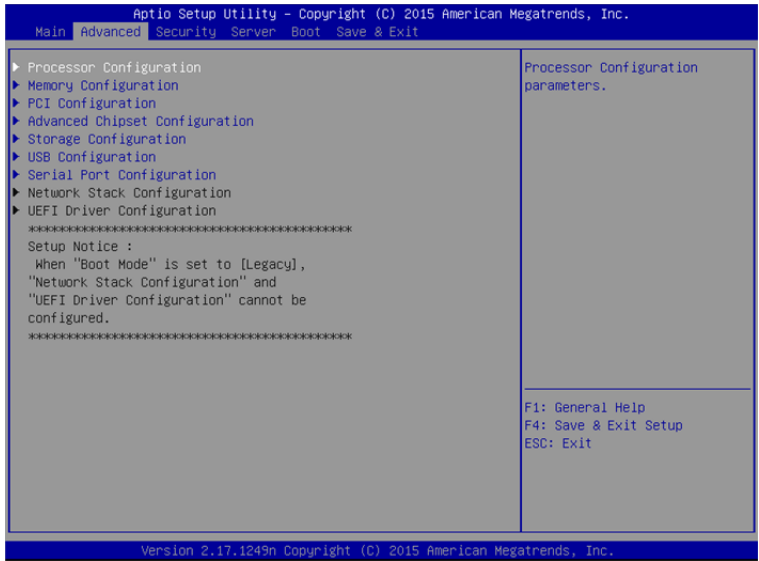 Aptio Setup Utility – Copyright (C) 2015 American Megatrends, Inc.
Main Advanced Security Server Boot Save & Exit
Processor Configuration
Memory Configuration
PCI Configuration
Advanced Chipset Configuration
Storage Configuration
USB Configuration
Serial Port Configuration
Network Stack Configuration
UEFI Driver Configuration
*******************************************
Setup Notice :
When "Boot Mode" is set to [Legacy],
"Network Stack Configuration" and
"UEFI Driver Configuration" cannot be
configured.
*******************************************
Processor Configuration
parameters.
F1: General Help
F4: Save & Exit Setup
ESC: Exit
Version 2.17.1249n Copyright (C) 2015 American Megatrends, Inc.